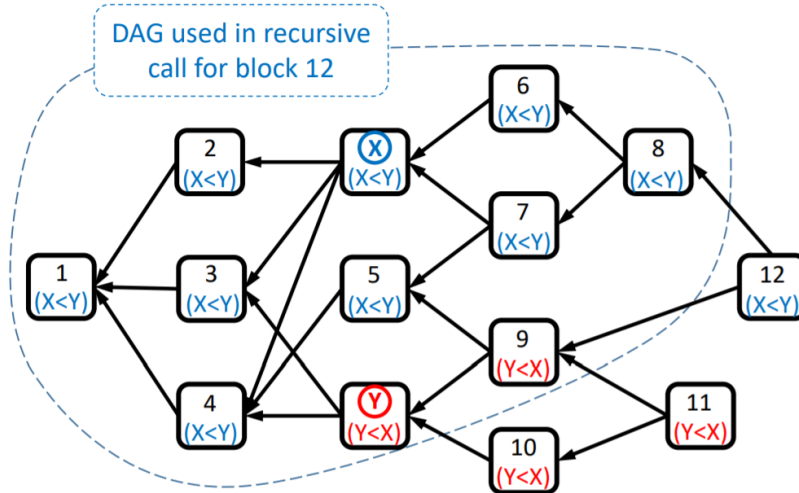 DAG used in recursive
call for block 12
6
(X<Y)
2
(X<Y)
X
(X<Y)
8
(X<Y)
7
(X<Y)
1
(X<Y)
3
(X<Y)
5
(X<Y)
12
(X<Y)
9
(Y<X)
4
(X<Y)
Y
(Y<X)
11
(Y<X)
10
(Y<X)